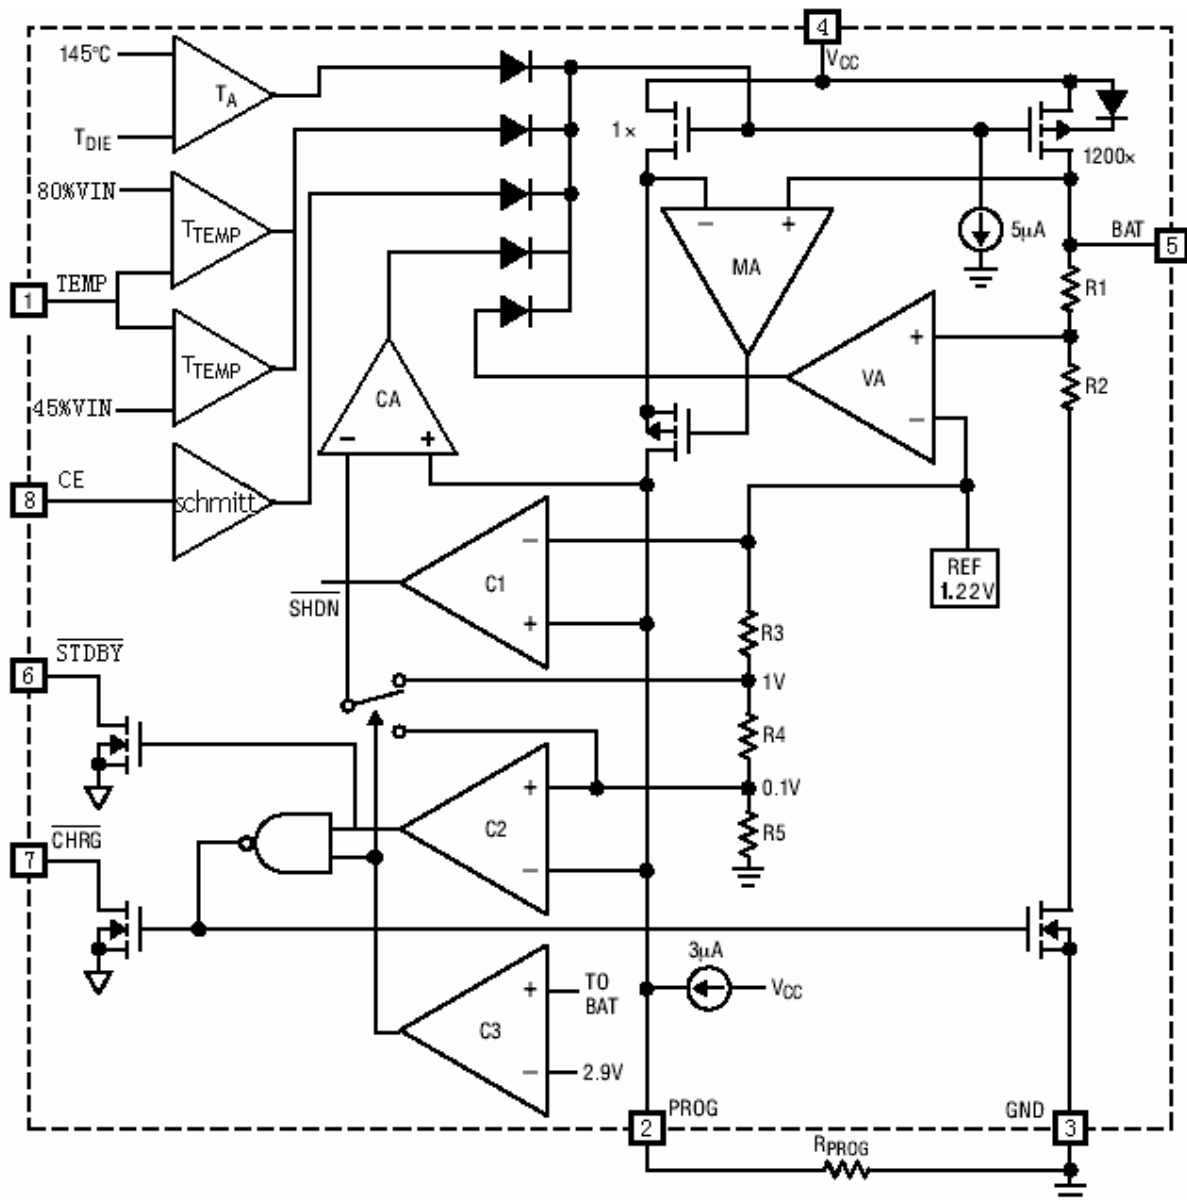 4
145°C
VCC
TA
1×
TDIE
1200×
80%VIN
TTEMP
− +
5μA
BAT
5
MA
TEMP
1
R1
+
TTEMP
VA
R2
CA
45%VIN
−
− +
CE
8
schmitt
−
REF
1.22V
C1
SHDN
+
R3
STDBY
6
1V
R4
+
0.1V
CHRG
7
C2
R5
−
3μA
+
TO
BAT
VCC
C3
−
2.9V
PROG
GND
2
3
RPROG